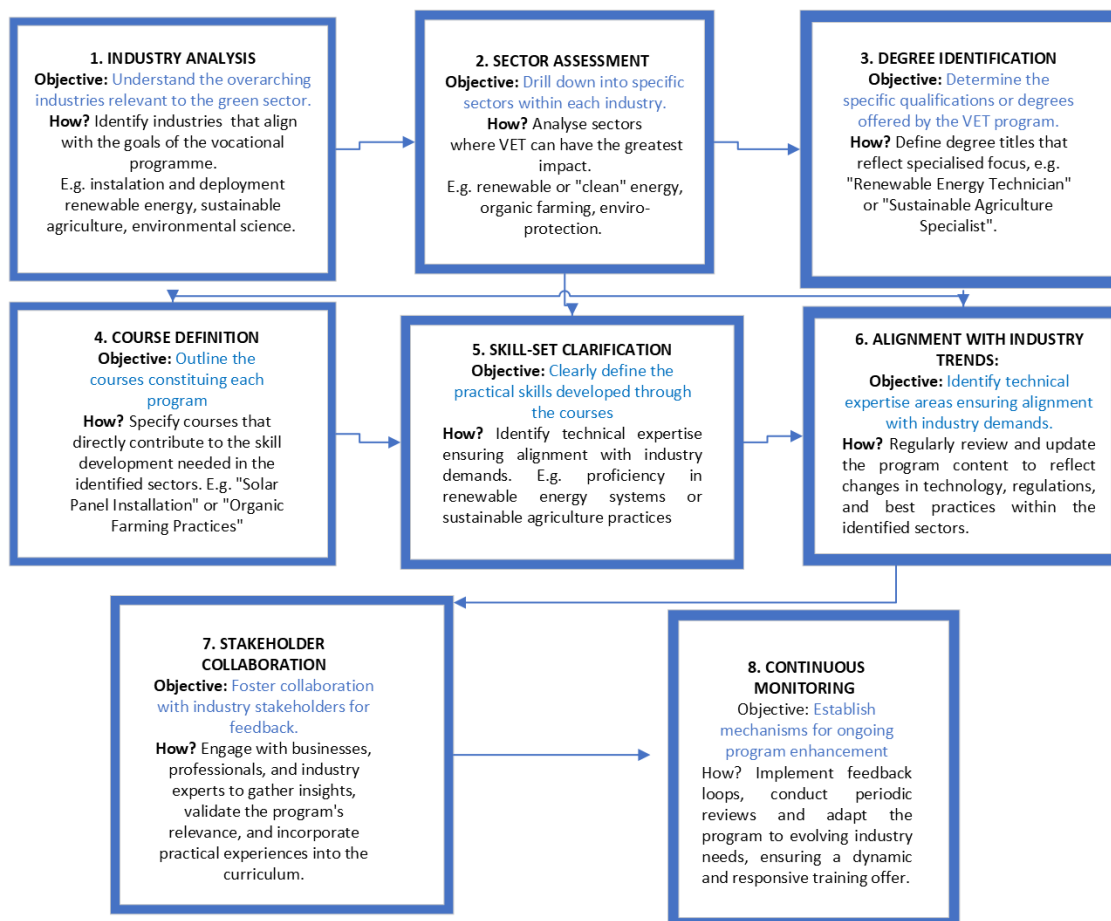 1. INDUSTRY ANALYSIS
Objective: Understand the overarching
industries relevant to the green sector.
How? Identify industries that align
with the goals of the vocational
programme.
E.g. instalation and deployment
renewable energy, sustainable
agriculture, environmental science.
2. SECTOR ASSESSMENT
Objective: Drill down into specific
sectors within each industry.
How? Analyse sectors
where VET can have the greatest
impact.
E.g. renewable or "clean" energy,
organic farming, enviro-
protection.
3. DEGREE IDENTIFICATION
Objective: Determine the
specific qualifications or degrees
offered by the VET program.
How? Define degree titles that
reflect specialised focus, e.g.
"Renewable Energy Technician"
or "Sustainable Agriculture
Specialist".
4. COURSE DEFINITION
Objective: Outline the
courses constituing each
program
How? Specify courses that
directly contribute to the skill
development needed in the
identified sectors. E.g. "Solar
Panel Installation" or "Organic
Farming Practices"
5. SKILL-SET CLARIFICATION
Objective: Clearly define the
practical skills developed through
the courses
How? Identify technical expertise
ensuring alignment with industry
demands. E.g. proficiency in
renewable energy systems or
sustainable agriculture practices
6. ALIGNMENT WITH INDUSTRY
TRENDS:
Objective: Identify technical
expertise areas ensuring alignment
with industry demands.
How? Regularly review and update
the program content to reflect
changes in technology, regulations,
and best practices within the
identified sectors.
7. STAKEHOLDER
COLLABORATION
Objective: Foster collaboration
with industry stakeholders for
feedback.
How? Engage with businesses,
professionals, and industry
experts to gather insights,
validate the program's
relevance, and incorporate
practical experiences into the
curriculum.
8. CONTINUOUS
MONITORING
Objective: Establish
mechanisms for ongoing
program enhancement
How? Implement feedback
loops, conduct periodic
reviews and adapt the
program to evolving industry
needs, ensuring a dynamic
and responsive training offer.